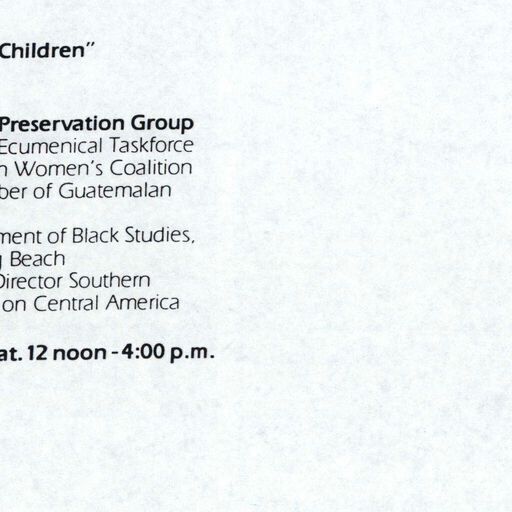 Children”
Preservation Group
Ecumenical Taskforce
n Women's Coalition
ber of Guatemalan
ment of Black Studies,
Beach
Director Southern
on Central America
at. 12 noon - 4:00 p.m.